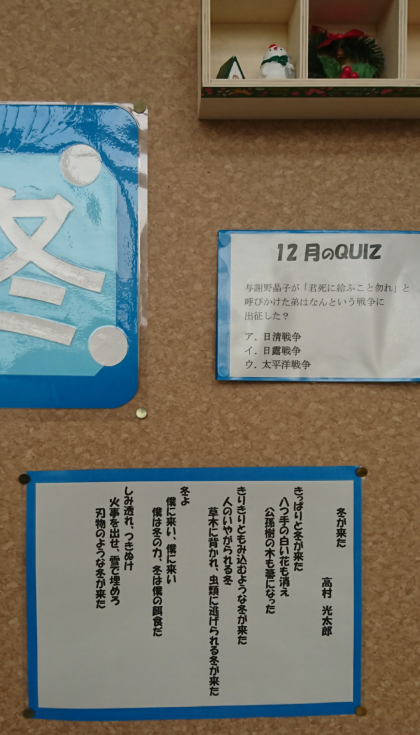 冬
12月のQUIZ
与謝野晶子が「君死に給ふこと勿れ」と
呼びかけた弟はなんという戦争に
出征した?
ア．日清戦争
イ．日露戦争
ウ．太平洋戦争
冬が来た
高村 光太郎
きっぱりと冬が来た
八つ手の白い花も消え
公孫樹の木も箒になった
きりきりともみ込むような冬が来た
人のいやがられる冬
草木に背かれ、虫類に逃げられる冬が来た
冬よ
僕に来い、僕に来い
僕は冬の力、冬は僕の餌食だ
しみ透れ、つきぬけ
火事を出せ、雪で埋めろ
刃物のような冬が来た